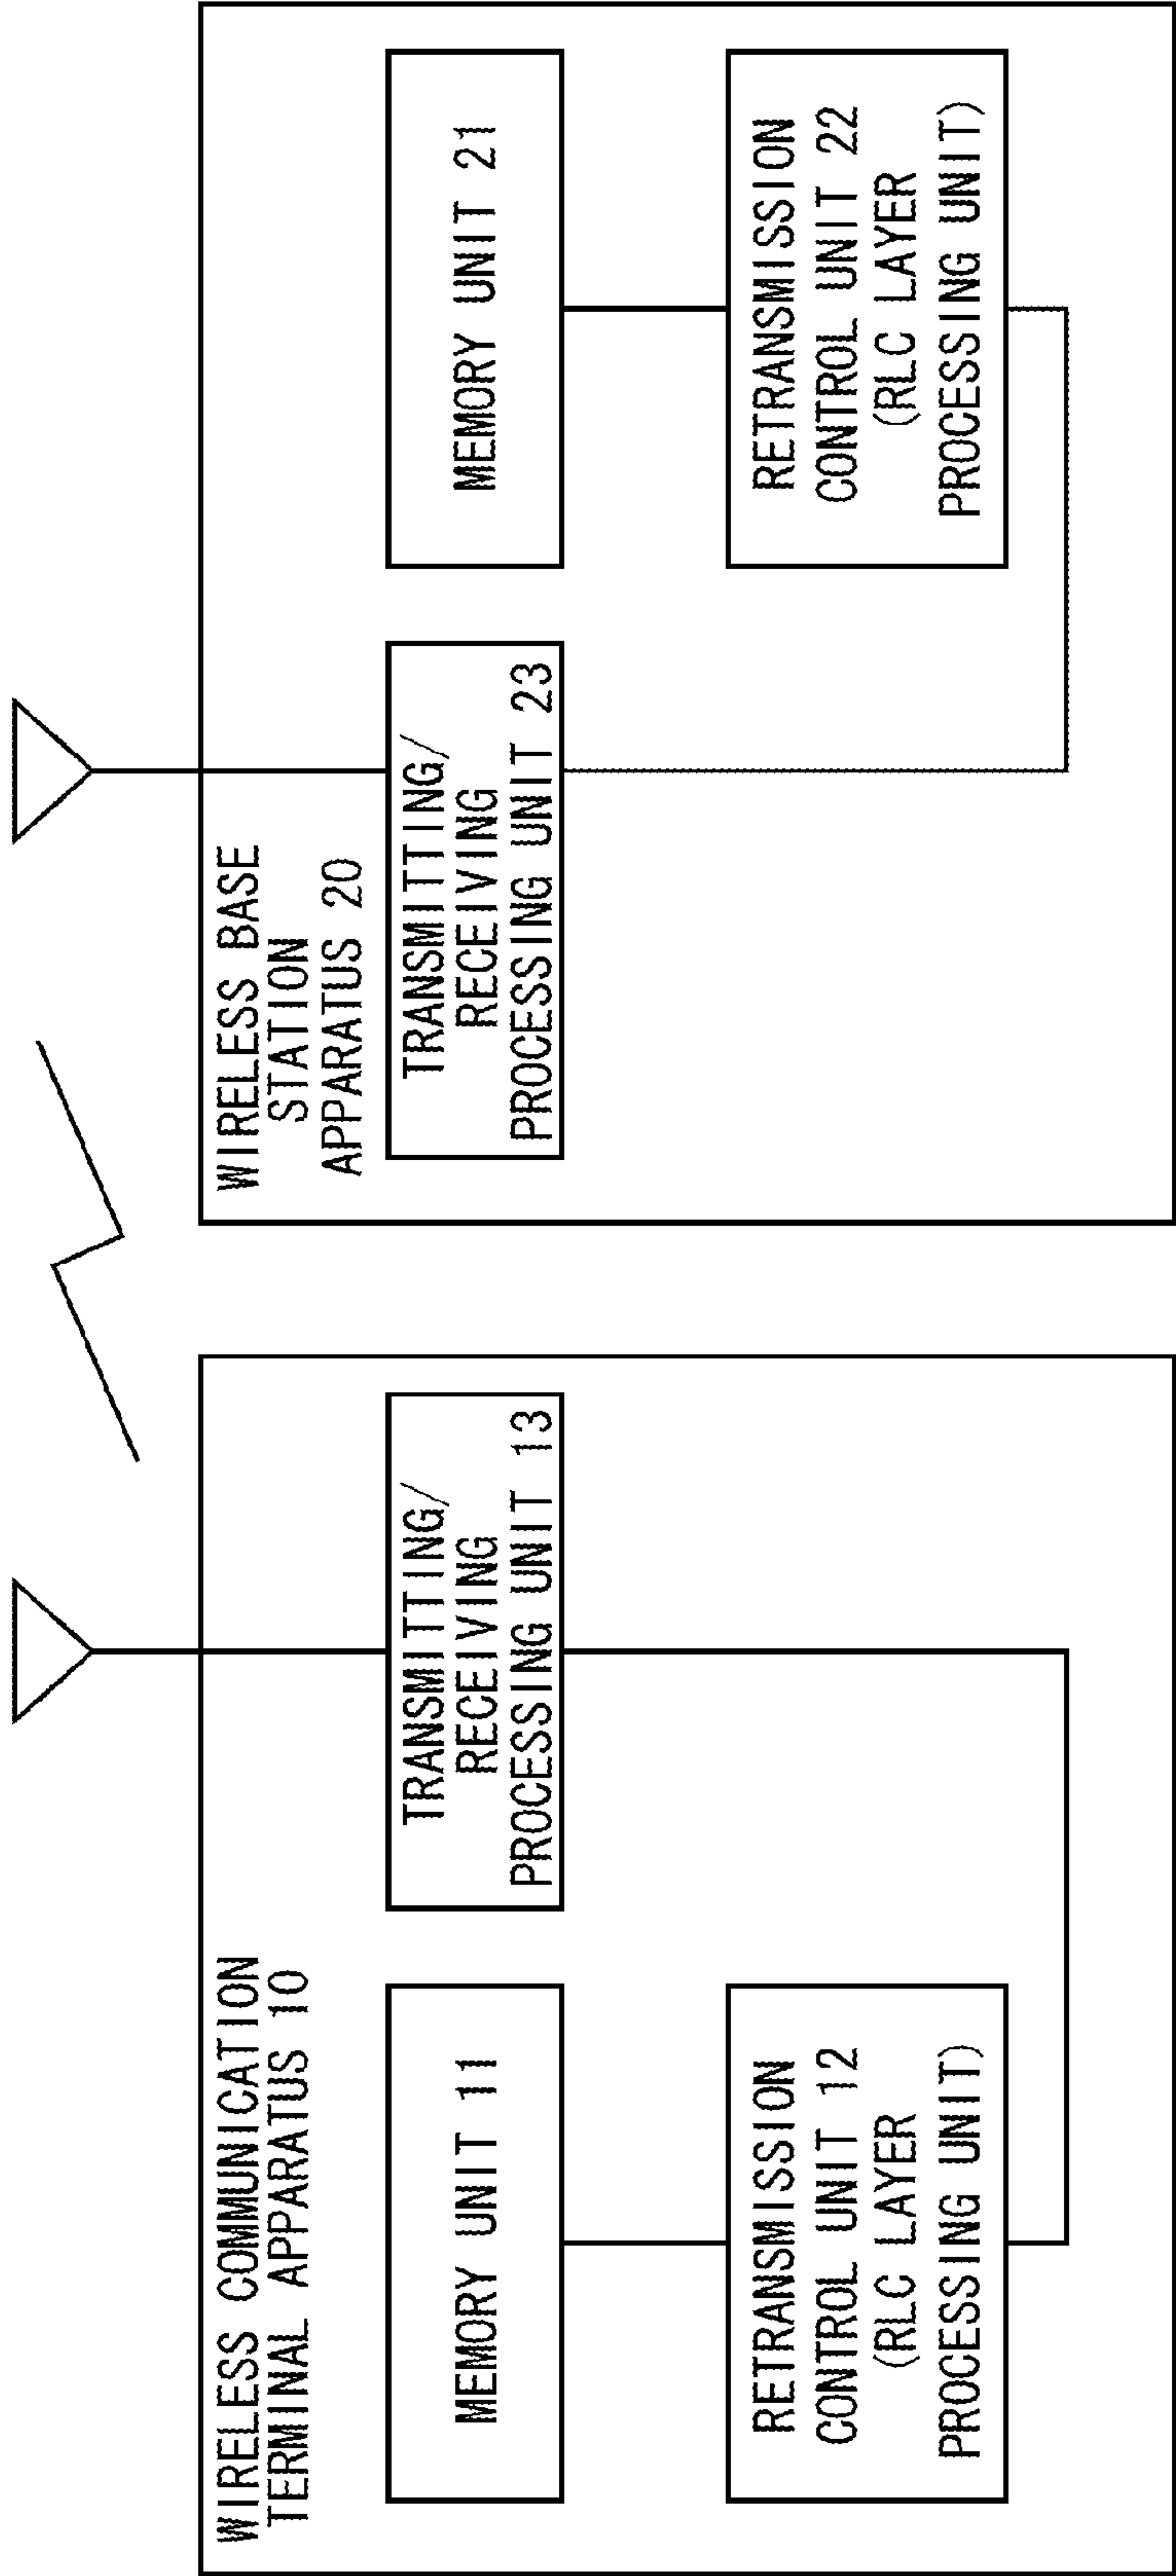 WIRELESS COMMUNICATION
TERMINAL APPARATUS 10
MEMORY UNIT 11
RETRANSMISSION
CONTROL UNIT 12
(RLC LAYER
PROCESSING UNIT)
TRANSMITTING/
RECEIVING
PROCESSING UNIT 13
WIRELESS BASE
STATION
APPARATUS 20
TRANSMITTING/
RECEIVING
PROCESSING UNIT 23
MEMORY UNIT 21
RETRANSMISSION
CONTROL UNIT 22
(RLC LAYER
PROCESSING UNIT)